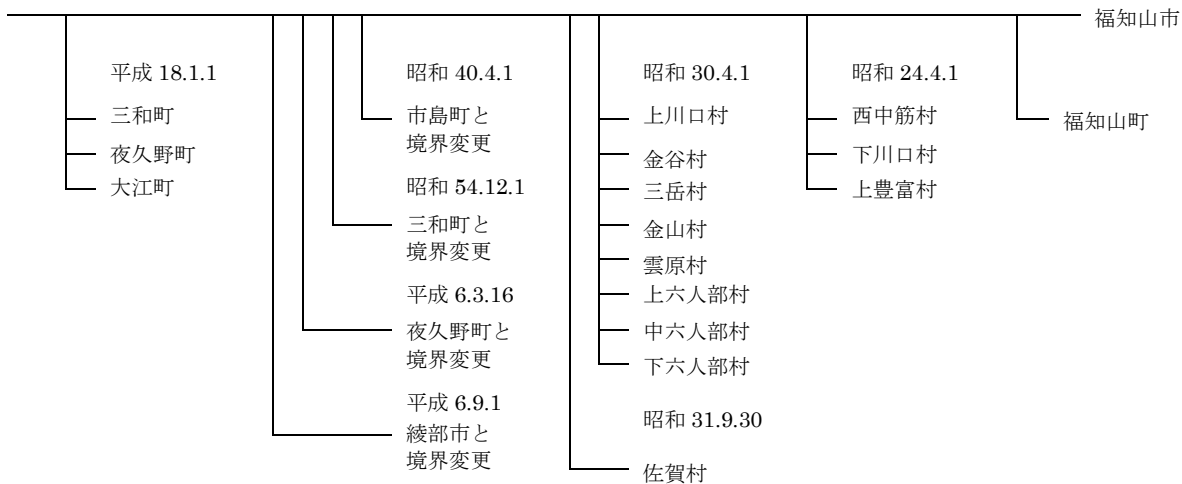 福知山市
平成 18.1.1
三和町
夜久野町
大江町
昭和 40.4.1
市島町と
境界変更
昭和 54.12.1
三和町と
境界変更
平成 6.3.16
夜久野町と
境界変更
平成 6.9.1
綾部市と
境界変更
昭和 30.4.1
上川口村
金谷村
三岳村
金山村
雲原村
上六人部村
中六人部村
下六人部村
昭和 31.9.30
佐賀村
昭和 24.4.1
西中筋村
下川口村
上豊富村
福知山町